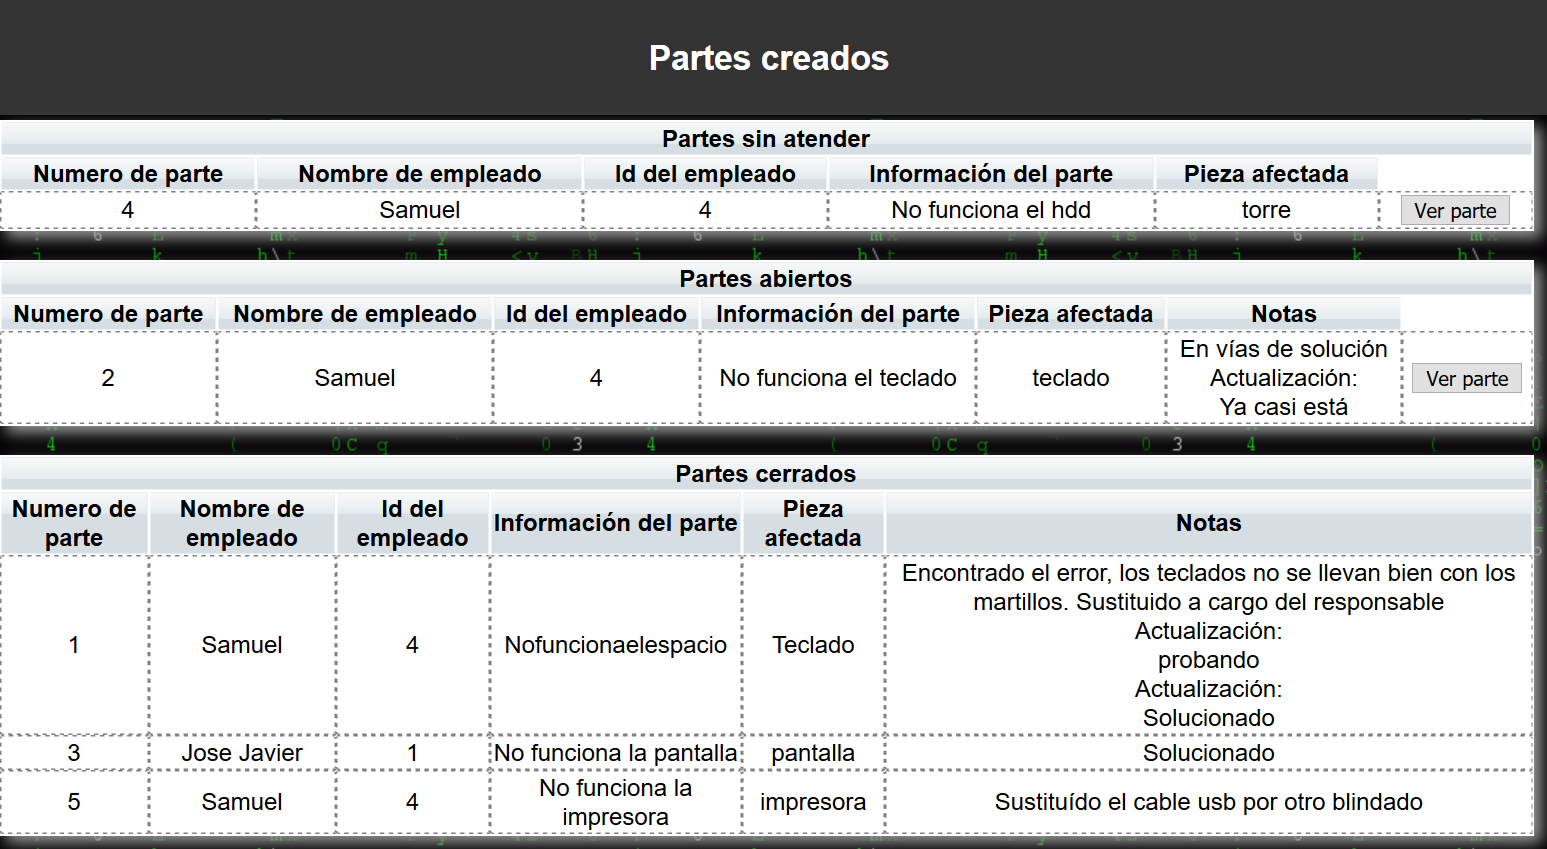 Partes creados
Partes sin atender
Numero de parte Nombre de empleado Id del empleado Información del parte Pieza afectada
4 Samuel 4 No funciona el hdd torre Ver parte
Partes abiertos
Numero de parte Nombre de empleado Id del empleado Información del parte Pieza afectada Notas
2 Samuel 4 No funciona el teclado teclado En vías de solución
Actualización:
Ya casi está
Ver parte
Partes cerrados
Numero de parte Nombre de empleado Id del empleado Información del parte Pieza afectada Notas
1 Samuel 4 Nofuncionaelespacio Teclado Encontrado el error, los teclados no se llevan bien con los
martillos. Sustituido a cargo del responsable
Actualización:
probando
Actualización:
Solucionado
3 Jose Javier 1 No funciona la pantalla pantalla Solucionado
5 Samuel 4 No funciona la impresora impresora Sustituído el cable usb por otro blindado